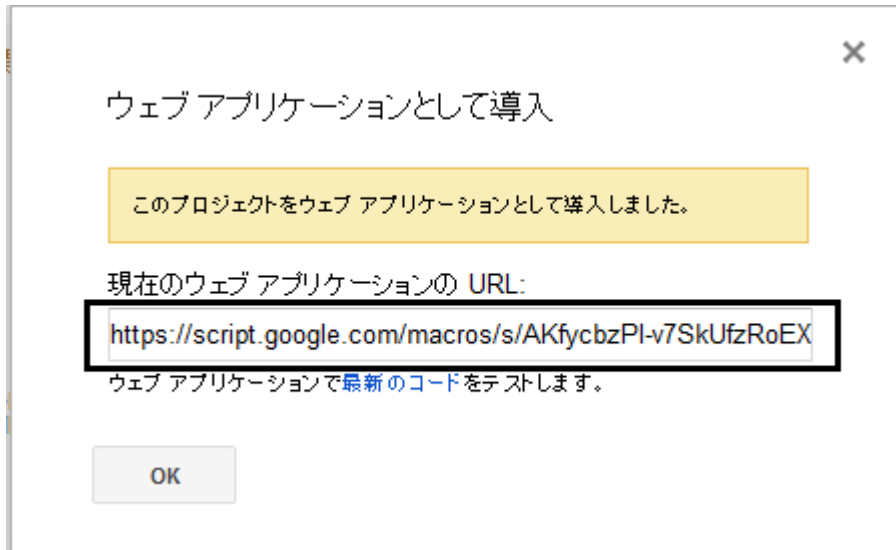 ウェブ アプリケーションとして導入
このプロジェクトをウェブ アプリケーションとして導入しました。
現在のウェブ アプリケーションの URL:
https://script.google.com/macros/s/AKfycbzPl-v7SkUfzRoEX
ウェブ アプリケーションで最新のコードをテストします。
OK